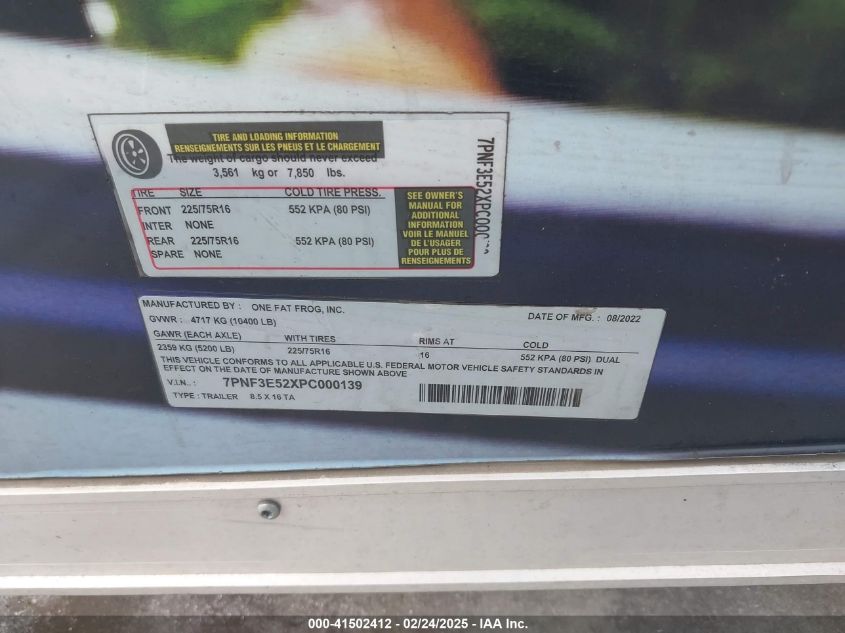 TIRE AND LOADING INFORMATION
RENSEIGNEMENTS SUR LES PNEUS ET LE CHARGEMENT
The weight of cargo should never exceed
3,561 kg or 7,850 lbs.
TIRE SIZE COLD TIRE PRESS.
FRONT 225/75R16 552 KPA (80 PSI)
INTER NONE
REAR 225/75R16 552 KPA (80 PSI)
SPARE NONE
SEE OWNER'S
MANUAL FOR
ADDITIONAL
INFORMATION
VOIR LE MANUEL
DE L'USAGER
POUR PLUS DE
RENSEIGNEMENTS
7PNF3E52XPC000
MANUFACTURED BY : ONE FAT FROG, INC.
GVWR : 4717 KG (10400 LB) DATE OF MFG. : 08/2022
GAWR (EACH AXLE) WITH TIRES RIMS AT COLD
2359 KG (5200 LB) 225/75R16 16 552 KPA (80 PSI) DUAL
THIS VEHICLE CONFORMS TO ALL APPLICABLE U.S. FEDERAL MOTOR VEHICLE SAFETY STANDARDS IN
EFFECT ON THE DATE OF MANUFACTURE SHOWN ABOVE
V.I.N.. : 7PNF3E52XPC000139
TYPE : TRAILER 8.5 X 16 TA
000-41502412 - 02/24/2025 - IAA Inc.